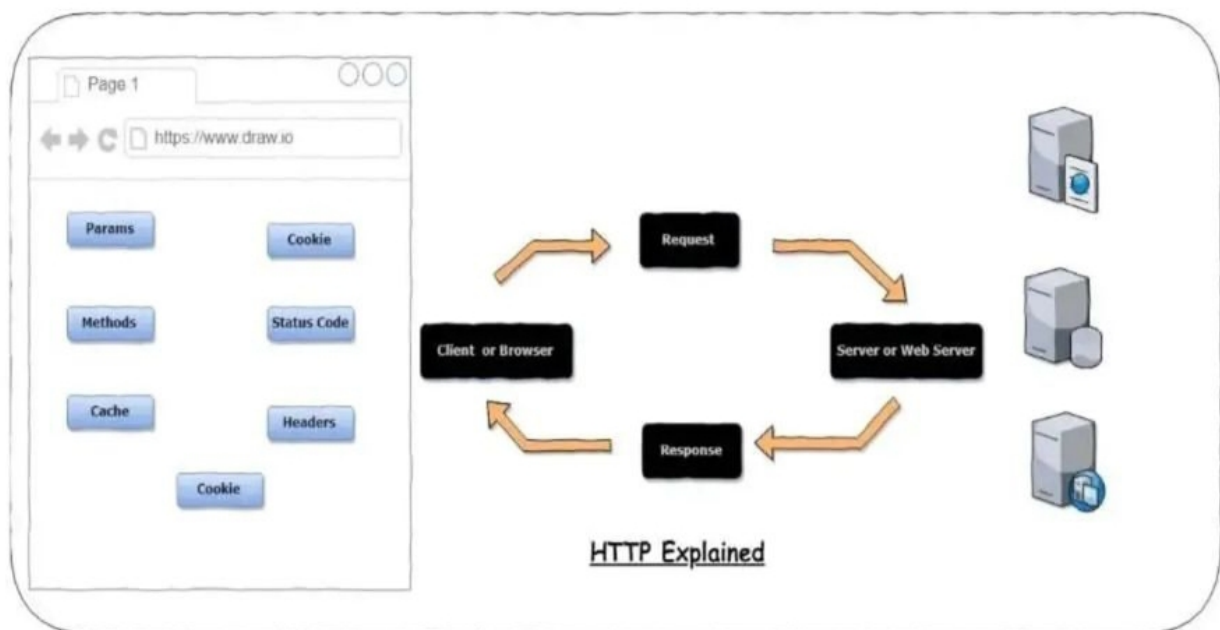 Page 1
https://www.draw.io
Params
Cookie
Methods
Status Code
Cache
Headers
Cookie
Request
Client or Browser
Server or Web Server
Response
HTTP Explained